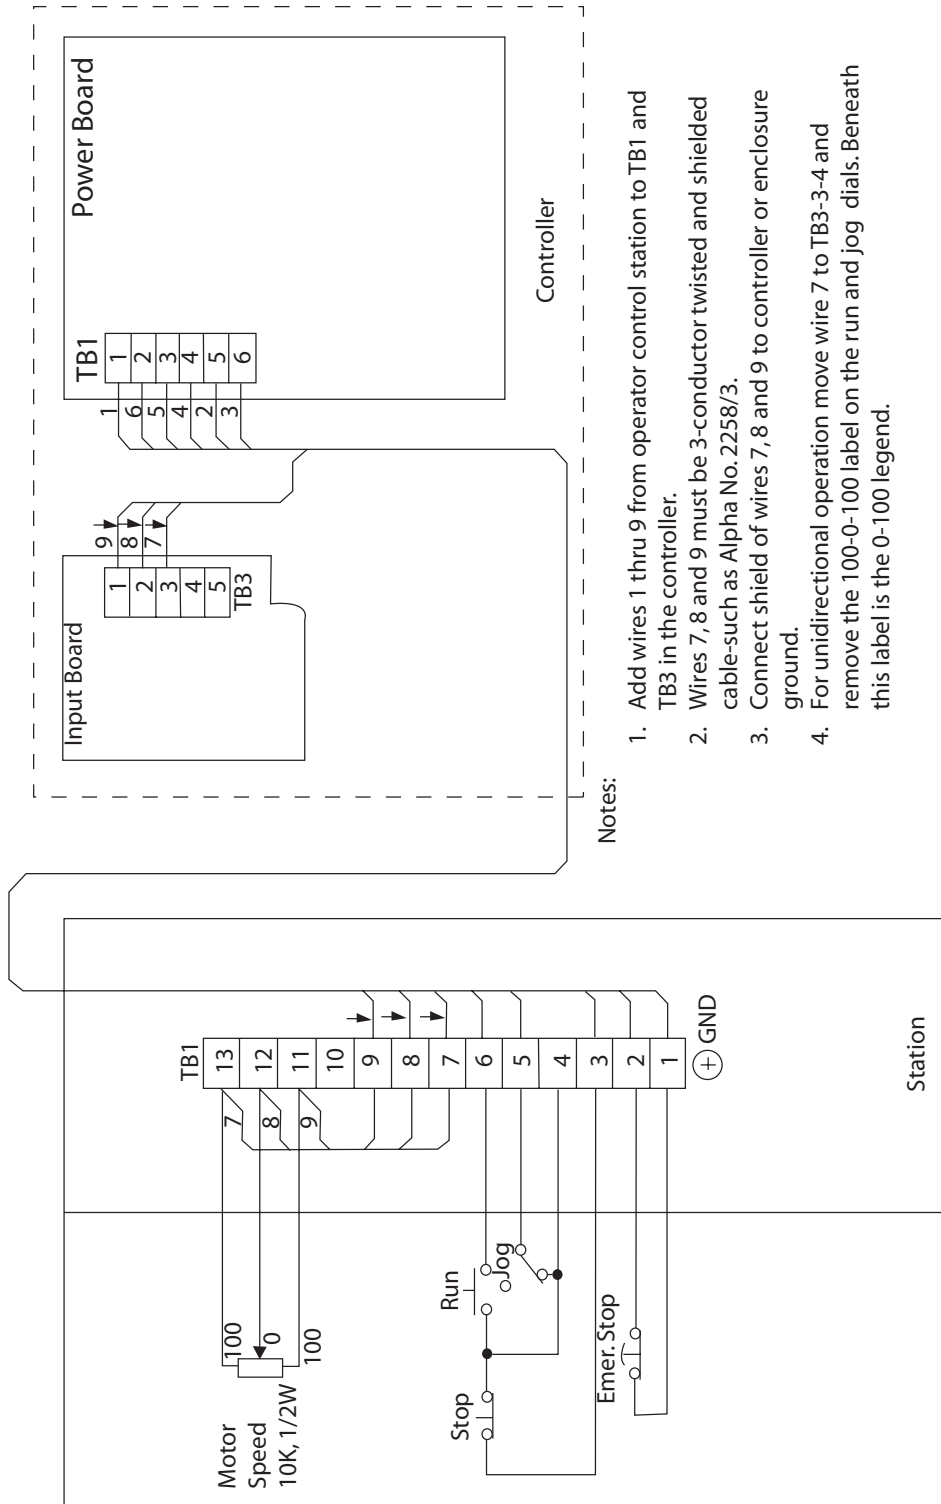 Motor
Speed
10K, 1/2W
100
0
100
Stop
Run
Jog
Emer. Stop
7
8
9
TB1
13
12
11
10
9
8
7
6
5
4
3
2
1
GND
Station
Input Board
1
2
3
4
5
TB3
9
8
7
Power Board
TB1
1
2
3
4
5
6
1
6
5
4
2
3
Controller
Notes:
1. Add wires 1 thru 9 from operator control station to TB1 and
TB3 in the controller.
2. Wires 7, 8 and 9 must be 3-conductor twisted and shielded
cable-such as Alpha No. 2258/3.
3. Connect shield of wires 7, 8 and 9 to controller or enclosure
ground.
4. For unidirectional operation move wire 7 to TB3-3-4 and
remove the 100-0-100 label on the run and jog dials. Beneath
this label is the 0-100 legend.